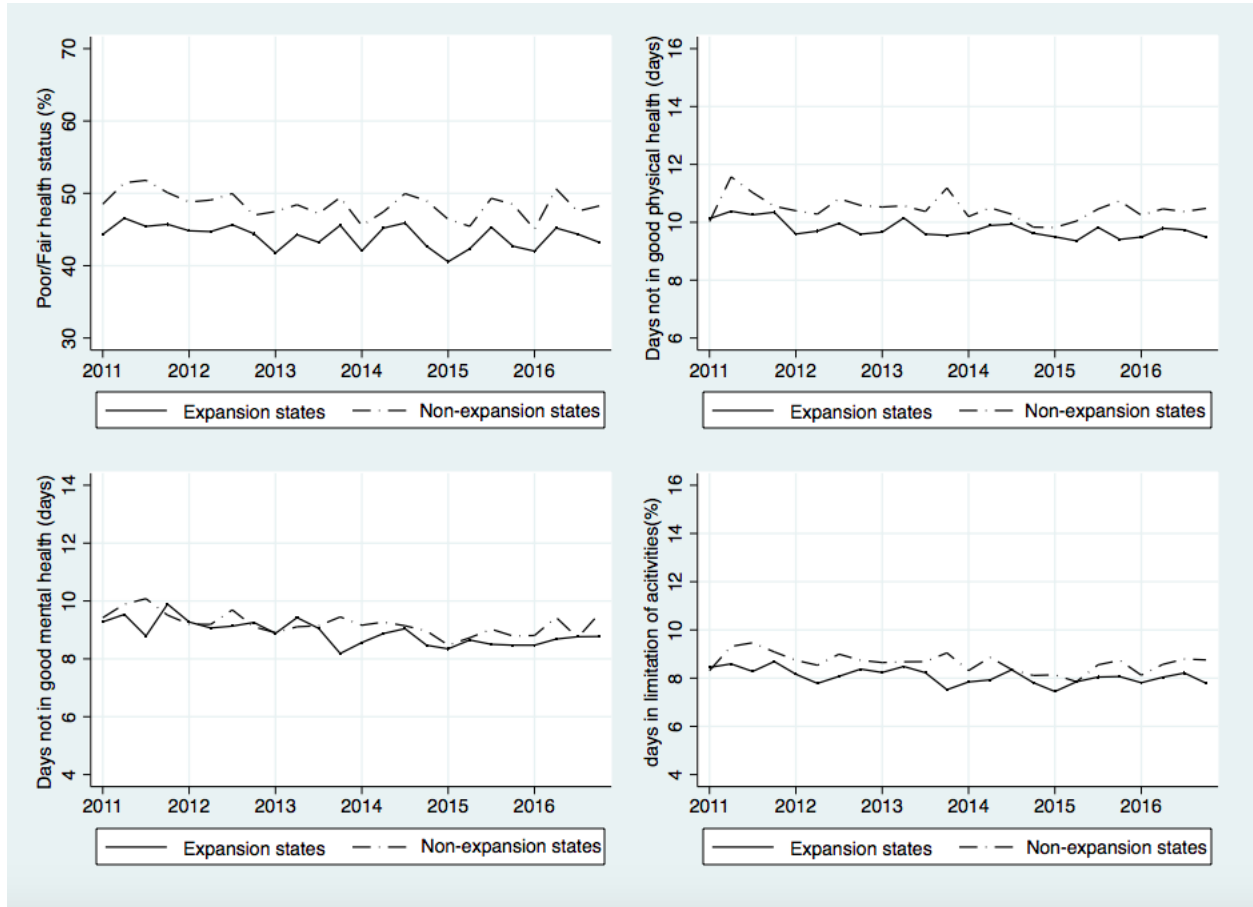 Poor/Fair health status (%)
70
60
50
40
30
2011 2012 2013 2014 2015 2016
Expansion states Non-expansion states
Days not in good physical health (days)
16
14
12
10
8
6
2011 2012 2013 2014 2015 2016
Expansion states Non-expansion states
Days not in good mental health (days)
14
12
10
8
6
4
2011 2012 2013 2014 2015 2016
Expansion states Non-expansion states
days in limitation of acitivities(%)
16
14
12
10
8
6
4
2011 2012 2013 2014 2015 2016
Expansion states Non-expansion states